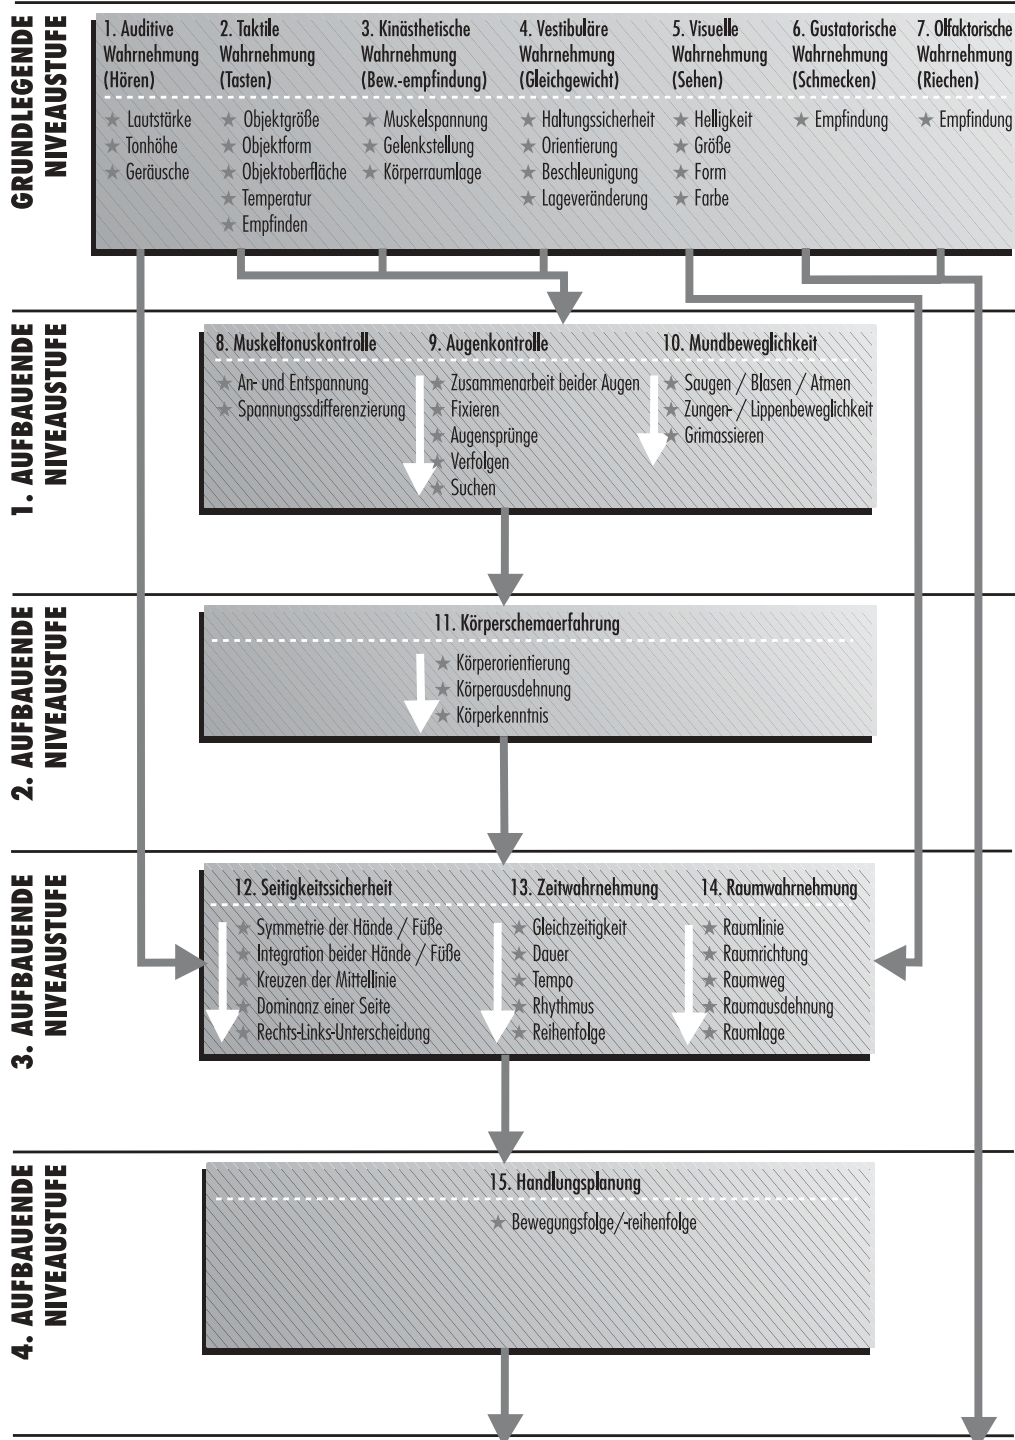 GRUNDLEGENDE
NIVEAUSTUFE
1. Auditive
Wahrnehmung
(Hören)
★ Lautstärke
★ Tonhöhe
★ Geräusche
2. Taktile
Wahrnehmung
(Tasten)
★ Objektgröße
★ Objektform
★ Objektoberfläche
★ Temperatur
★ Empfinden
3. Kinästhetische
Wahrnehmung
(Bew.-empfindung)
★ Muskelspannung
★ Gelenkstellung
★ Körperraumlage
4. Vestibuläre
Wahrnehmung
(Gleichgewicht)
★ Haltungssicherheit
★ Orientierung
★ Beschleunigung
★ Lageveränderung
5. Visuelle
Wahrnehmung
(Sehen)
★ Helligkeit
★ Größe
★ Form
★ Farbe
6. Gustatorische
Wahrnehmung
(Schmecken)
★ Empfindung
7. Olfaktorische
Wahrnehmung
(Riechen)
★ Empfindung
1. AUFBAUENDE
NIVEAUSTUFE
8. Muskeltonuskontrolle
★ An- und Entspannung
★ Spannungssdifferenzierung
9. Augenkontrolle
★ Zusammenarbeit beider Augen
★ Fixieren
★ Augensprünge
★ Verfolgen
★ Suchen
10. Mundbeweglichkeit
★ Saugen / Blasen / Atmen
★ Zungen- / Lippenbeweglichkeit
★ Grimassieren
2. AUFBAUENDE
NIVEAUSTUFE
11. Körperschemaerfahrung
★ Körperorientierung
★ Körperausdehnung
★ Körperkenntnis
3. AUFBAUENDE
NIVEAUSTUFE
12. Seitigkeitssicherheit
★ Symmetrie der Hände / Füße
★ Integration beider Hände / Füße
★ Kreuzen der Mittellinie
★ Dominanz einer Seite
★ Rechts-Links-Unterscheidung
13. Zeitwahrnehmung
★ Gleichzeitigkeit
★ Dauer
★ Tempo
★ Rhythmus
★ Reihenfolge
14. Raumwahrnehmung
★ Raumlinie
★ Raumrichtung
★ Raumweg
★ Raumausdehnung
★ Raumlage
4. AUFBAUENDE
NIVEAUSTUFE
15. Handlungsplanung
★ Bewegungsfolge/-reihenfolge